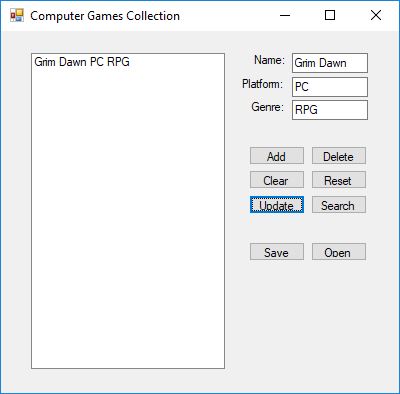 Computer Games Collection
Grim Dawn PC RPG
Name: Grim Dawn
Platform: PC
Genre: RPG
Add Delete
Clear Reset
Update Search
Save Open